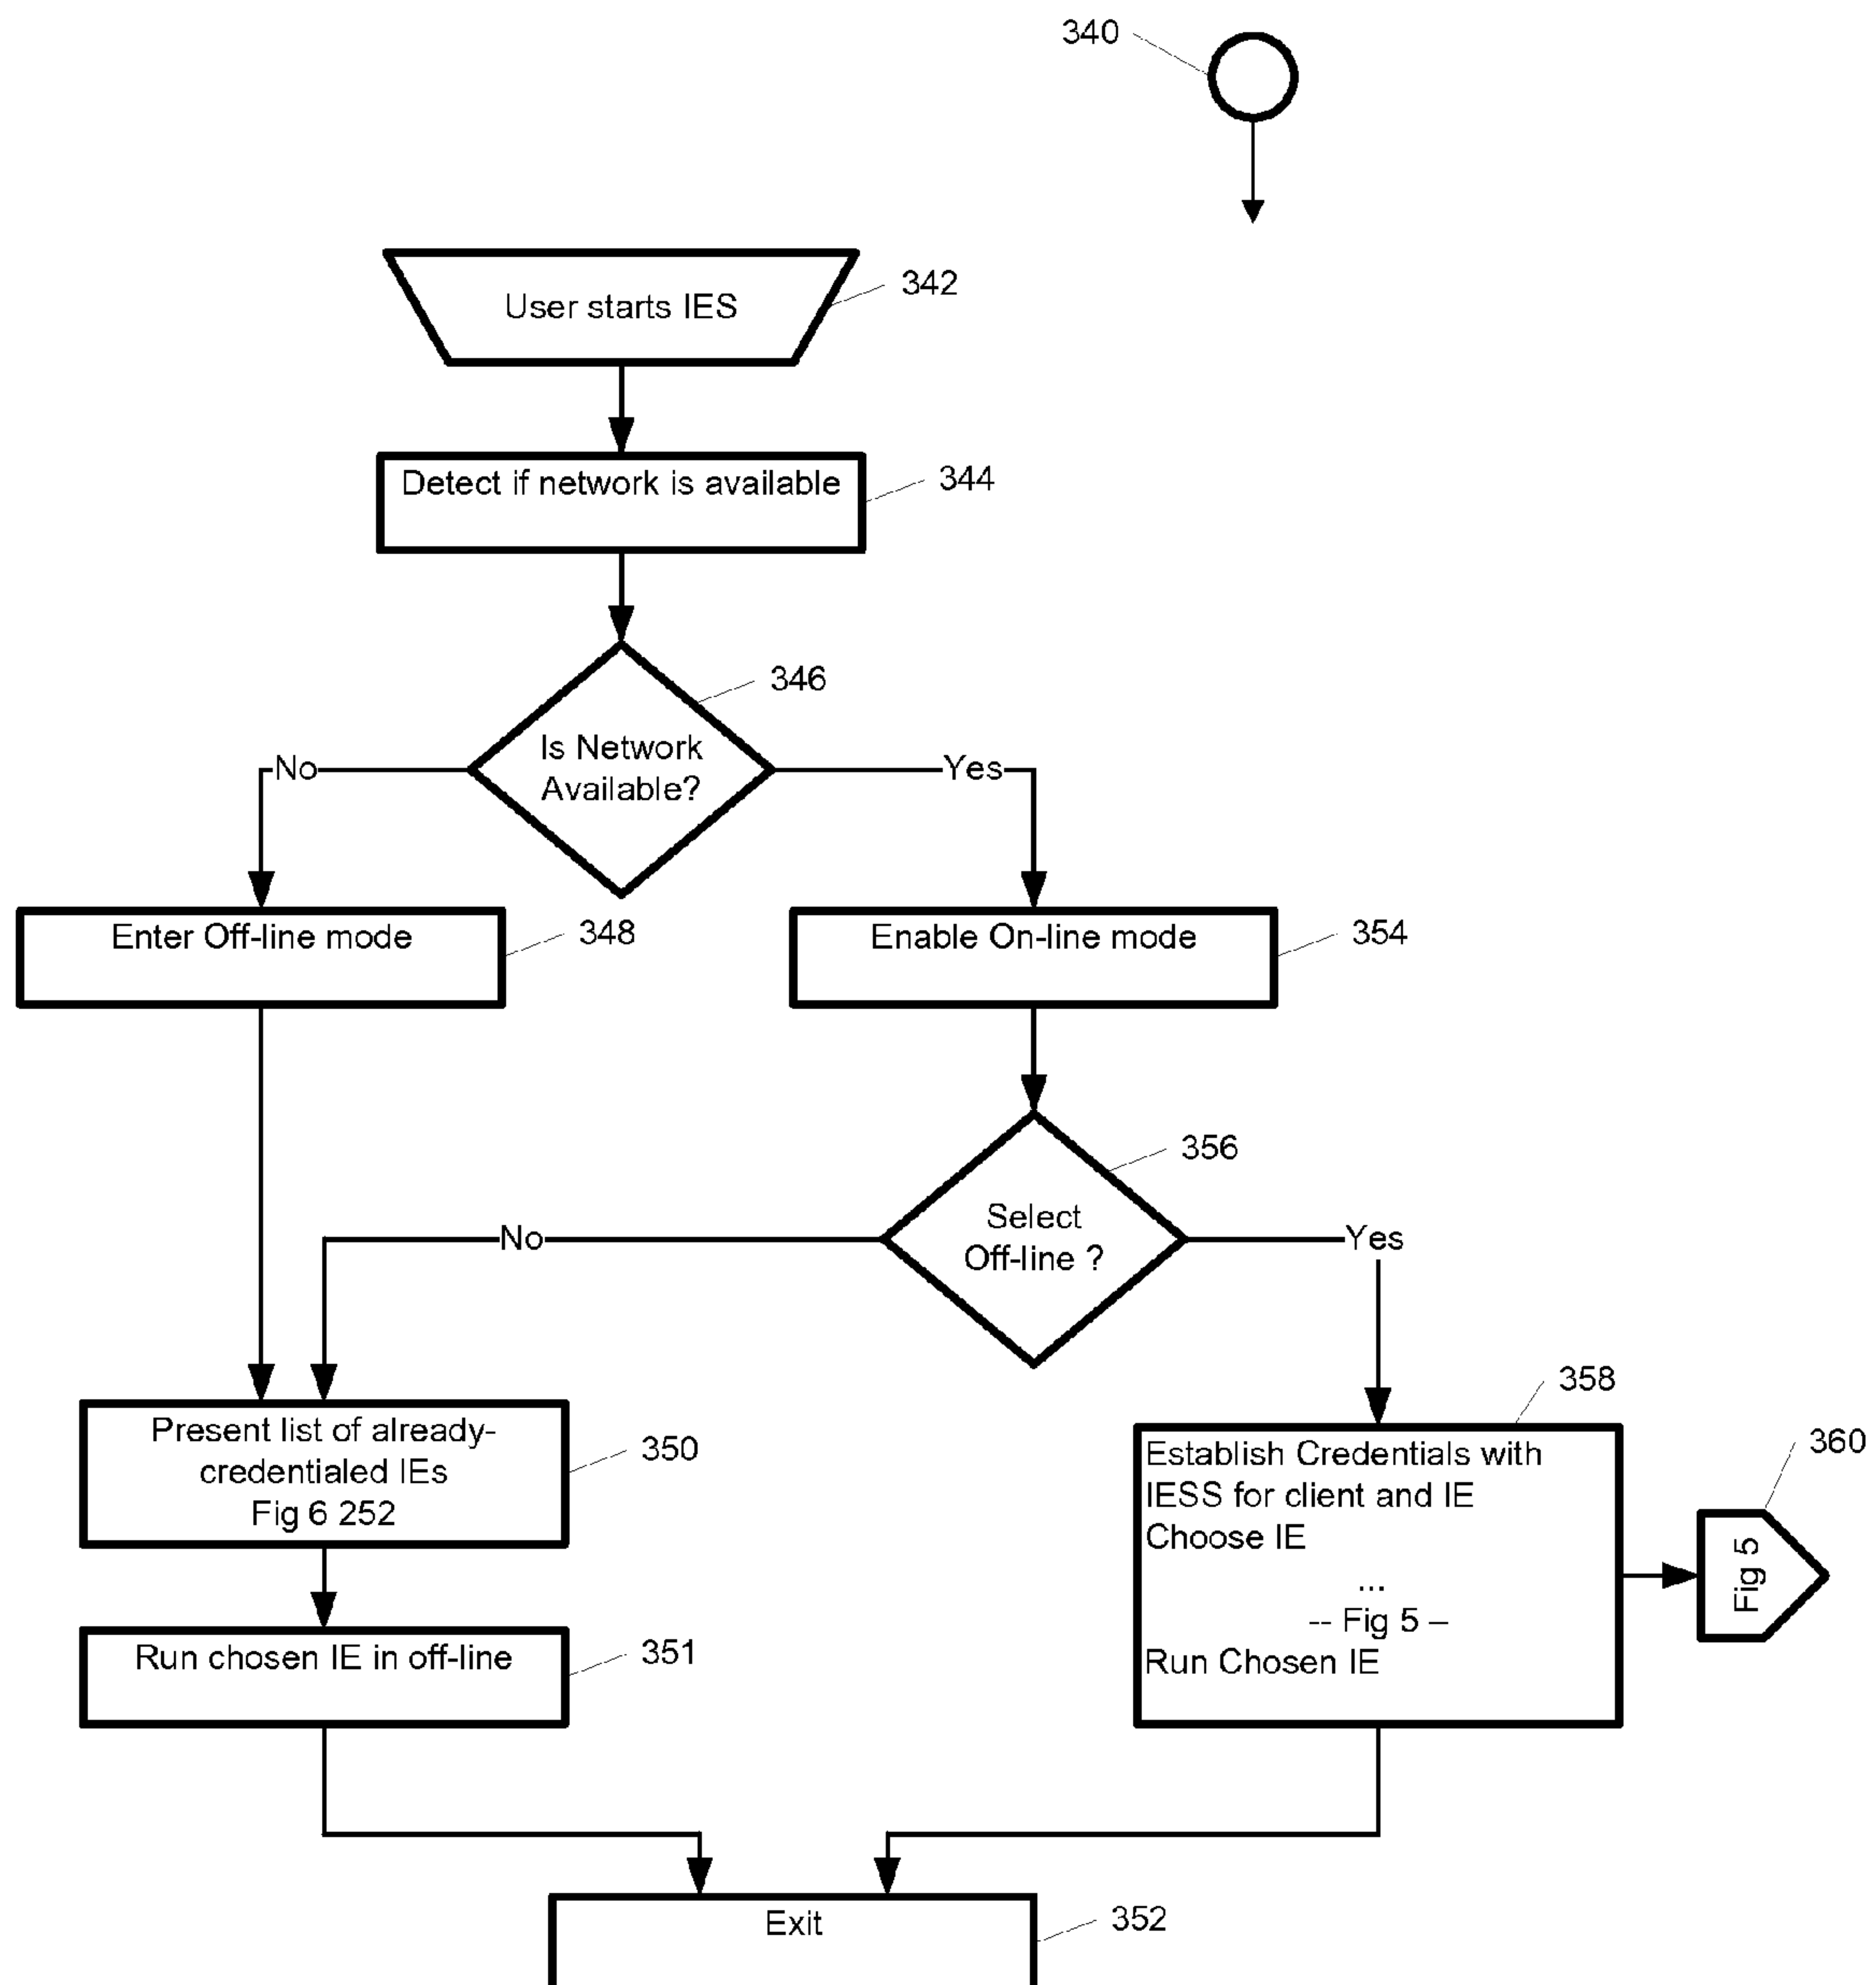 340
User starts IES
342
Detect if network is available
344
346
Is Network
Available?
No
Yes
Enter Off-line mode
348
Enable On-line mode
354
356
Select
Off-line ?
No
Yes
Present list of already-
credentialed IEs
Fig 6 252
350
358
Establish Credentials with
IESS for client and IE
Choose IE
...
-- Fig 5 –
Run Chosen IE
360
Fig 5
Run chosen IE in off-line
351
Exit
352